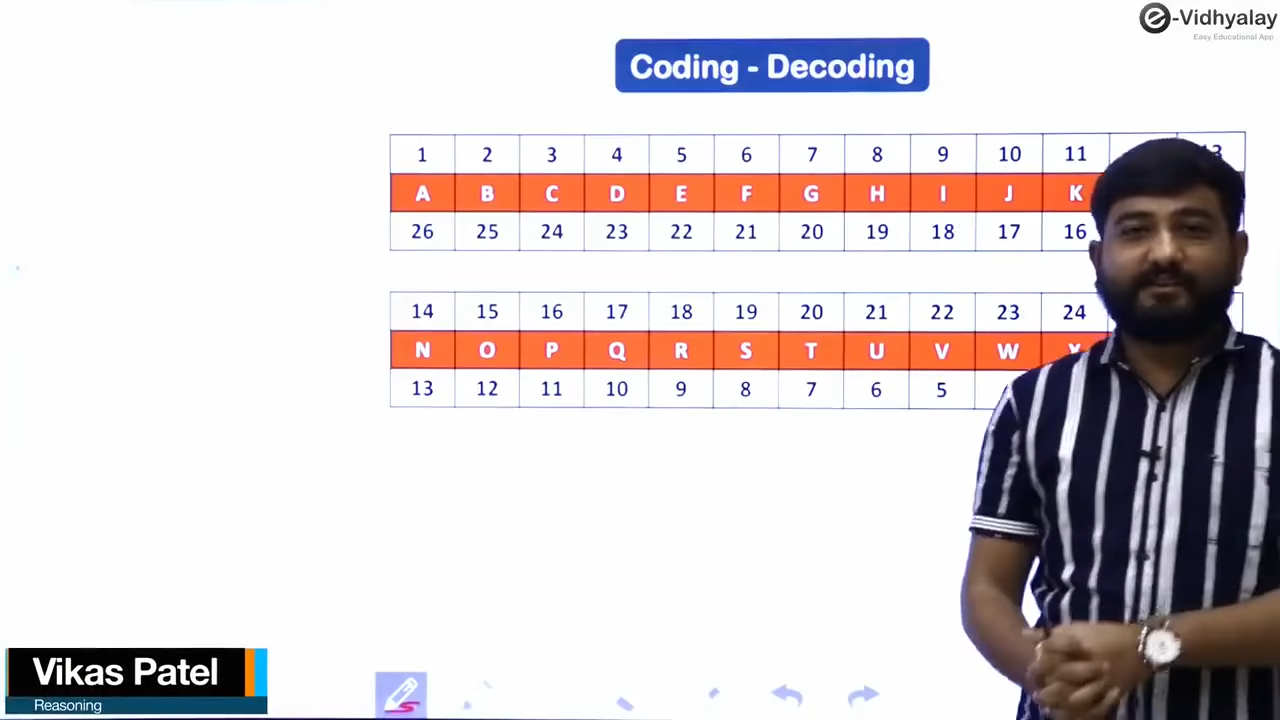 e-Vidhyalay
Easy Educational App
Coding - Decoding
1 2 3 4 5 6 7 8 9 10 11 13
A B C D E F G H I J K
26 25 24 23 22 21 20 19 18 17 16
14 15 16 17 18 19 20 21 22 23 24
N O P Q R S T U V W X
13 12 11 10 9 8 7 6 5
Vikas Patel
Reasoning